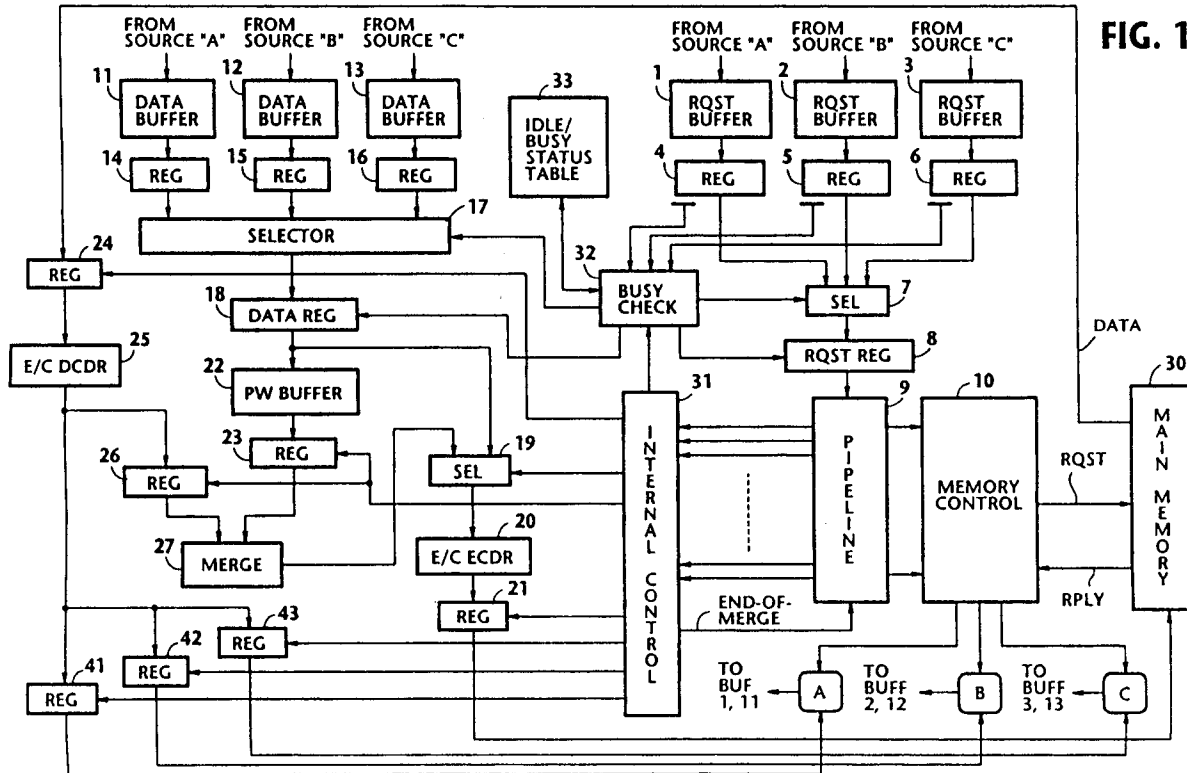 FIG. 1
FROM
SOURCE "A"
FROM
SOURCE "B"
FROM
SOURCE "C"
FROM
SOURCE "A"
FROM
SOURCE "B"
FROM
SOURCE "C"
11
DATA
BUFFER
12
DATA
BUFFER
13
DATA
BUFFER
33
IDLE/
BUSY
STATUS
TABLE
1
RQST
BUFFER
2
RQST
BUFFER
3
RQST
BUFFER
14
REG
15
REG
16
REG
4
REG
5
REG
6
REG
17
SELECTOR
24
REG
32
BUSY
CHECK
SEL
7
18
DATA REG
DATA
25
E/C DCDR
RQST REG
8
22
PW BUFFER
31
INTERNAL CONTROL
9
PIPELINE
10
MEMORY
CONTROL
30
MAIN MEMORY
23
REG
19
SEL
26
REG
RQST
20
E/C ECDR
27
MERGE
RPLY
21
REG
END-OF-
MERGE
43
REG
42
REG
41
REG
TO
BUF
1, 11
A
TO
BUFF
2, 12
B
TO
BUFF
3, 13
C